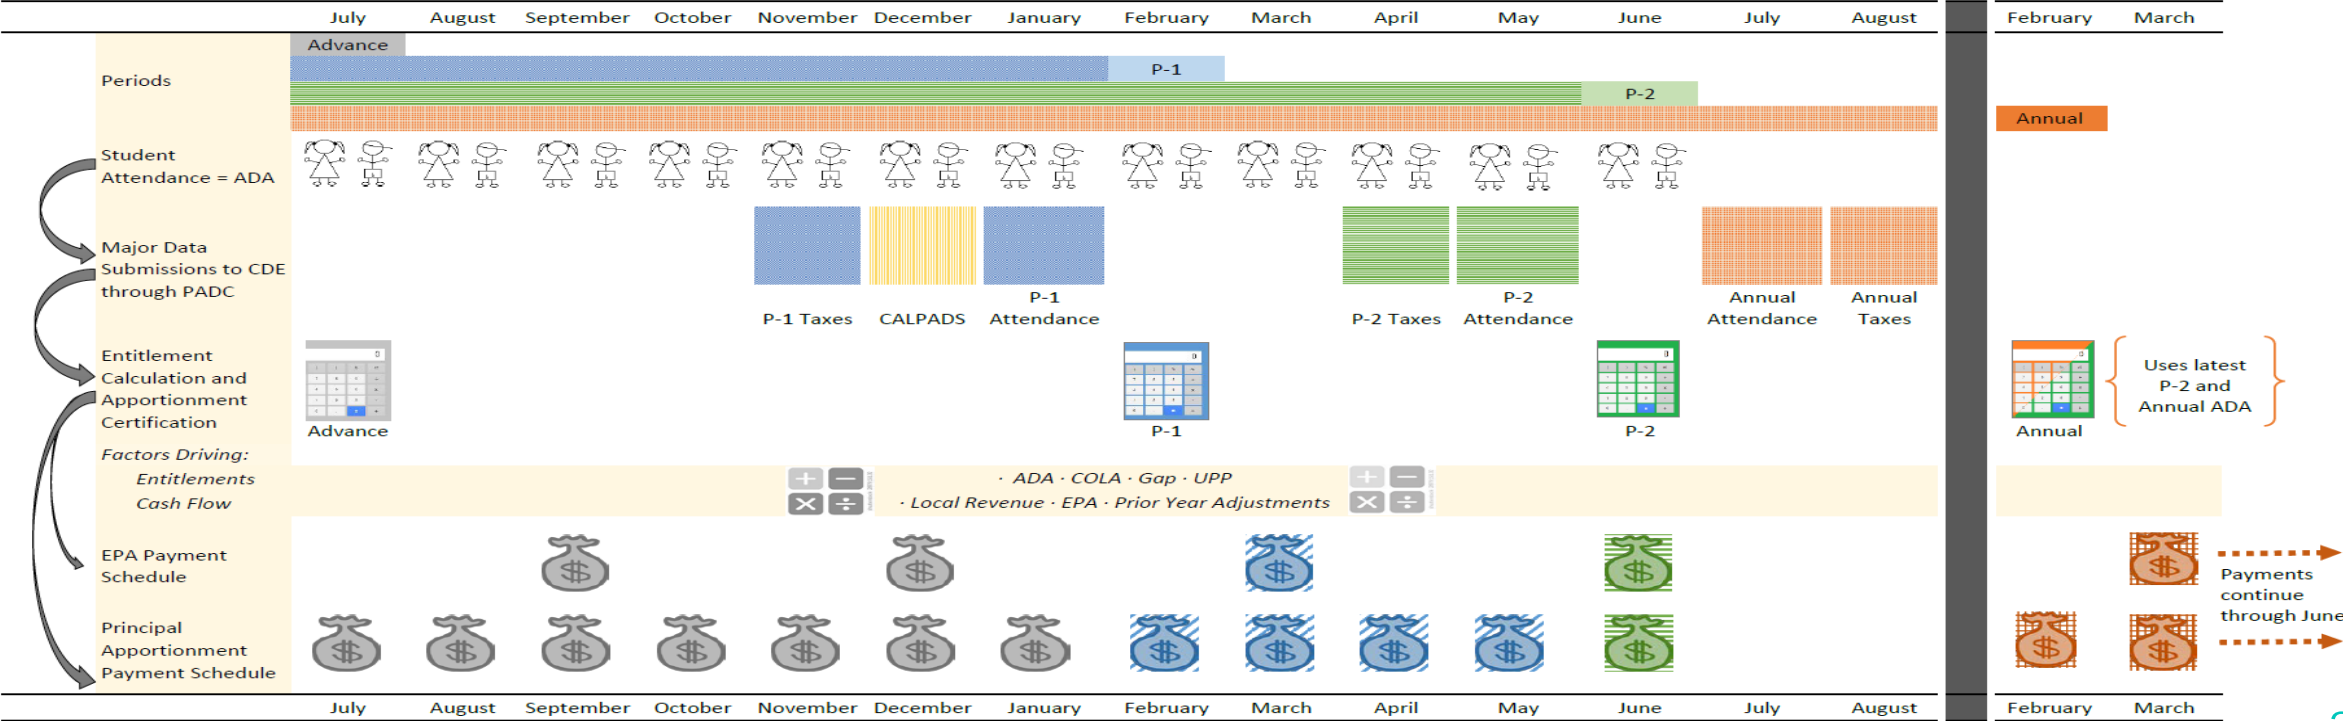 July August September October November December January February March April May June July August February March
Advance
Periods
P-1
P-2
Annual
Student
Attendance = ADA
Major Data
Submissions to CDE
through PADC
P-1 Taxes
CALPADS
P-1
Attendance
P-2 Taxes
P-2
Attendance
Annual
Attendance
Annual
Taxes
Entitlement
Calculation and
Apportionment
Certification
Advance
P-1
P-2
Annual
Uses latest
P-2 and
Annual ADA
Factors Driving:
Entitlements
Cash Flow
· ADA · COLA · Gap · UPP
· Local Revenue · EPA · Prior Year Adjustments
EPA Payment
Schedule
Payments
continue
through June
Principal
Apportionment
Payment Schedule
July August September October November December January February March April May June July August February March